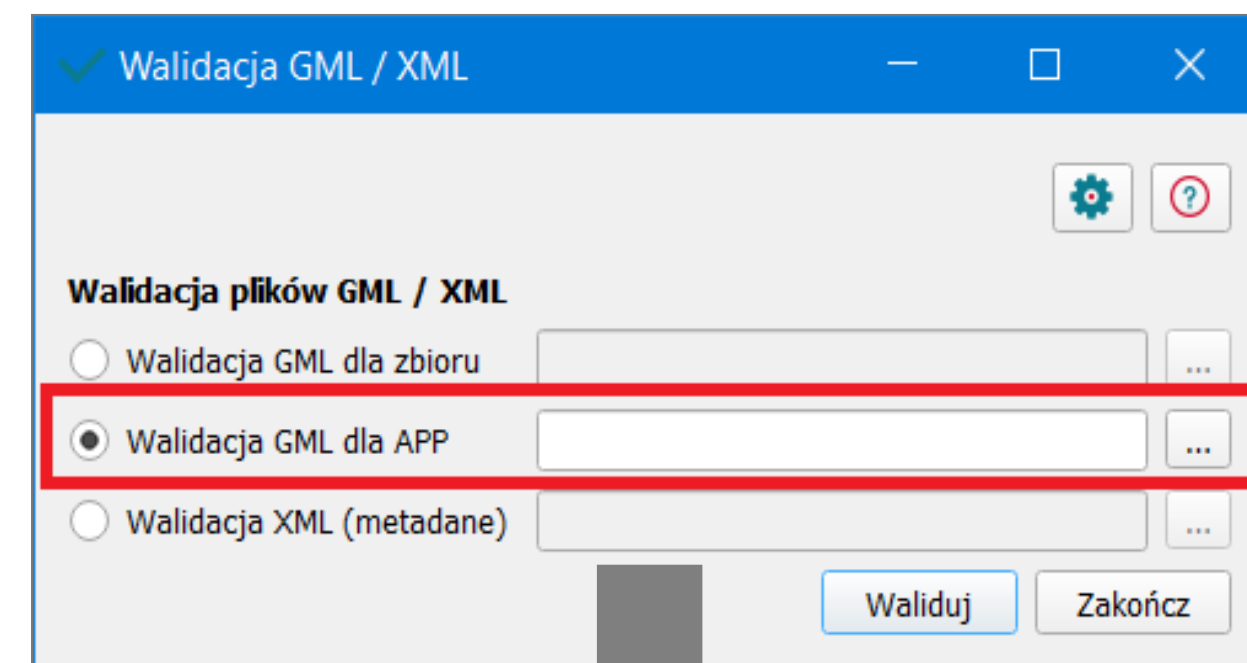 Walidacja GML / XML
?
Walidacja plików GML / XML
Walidacja GML dla zbioru ...
Walidacja GML dla APP ...
Walidacja XML (metadane) ...
Waliduj Zakończ